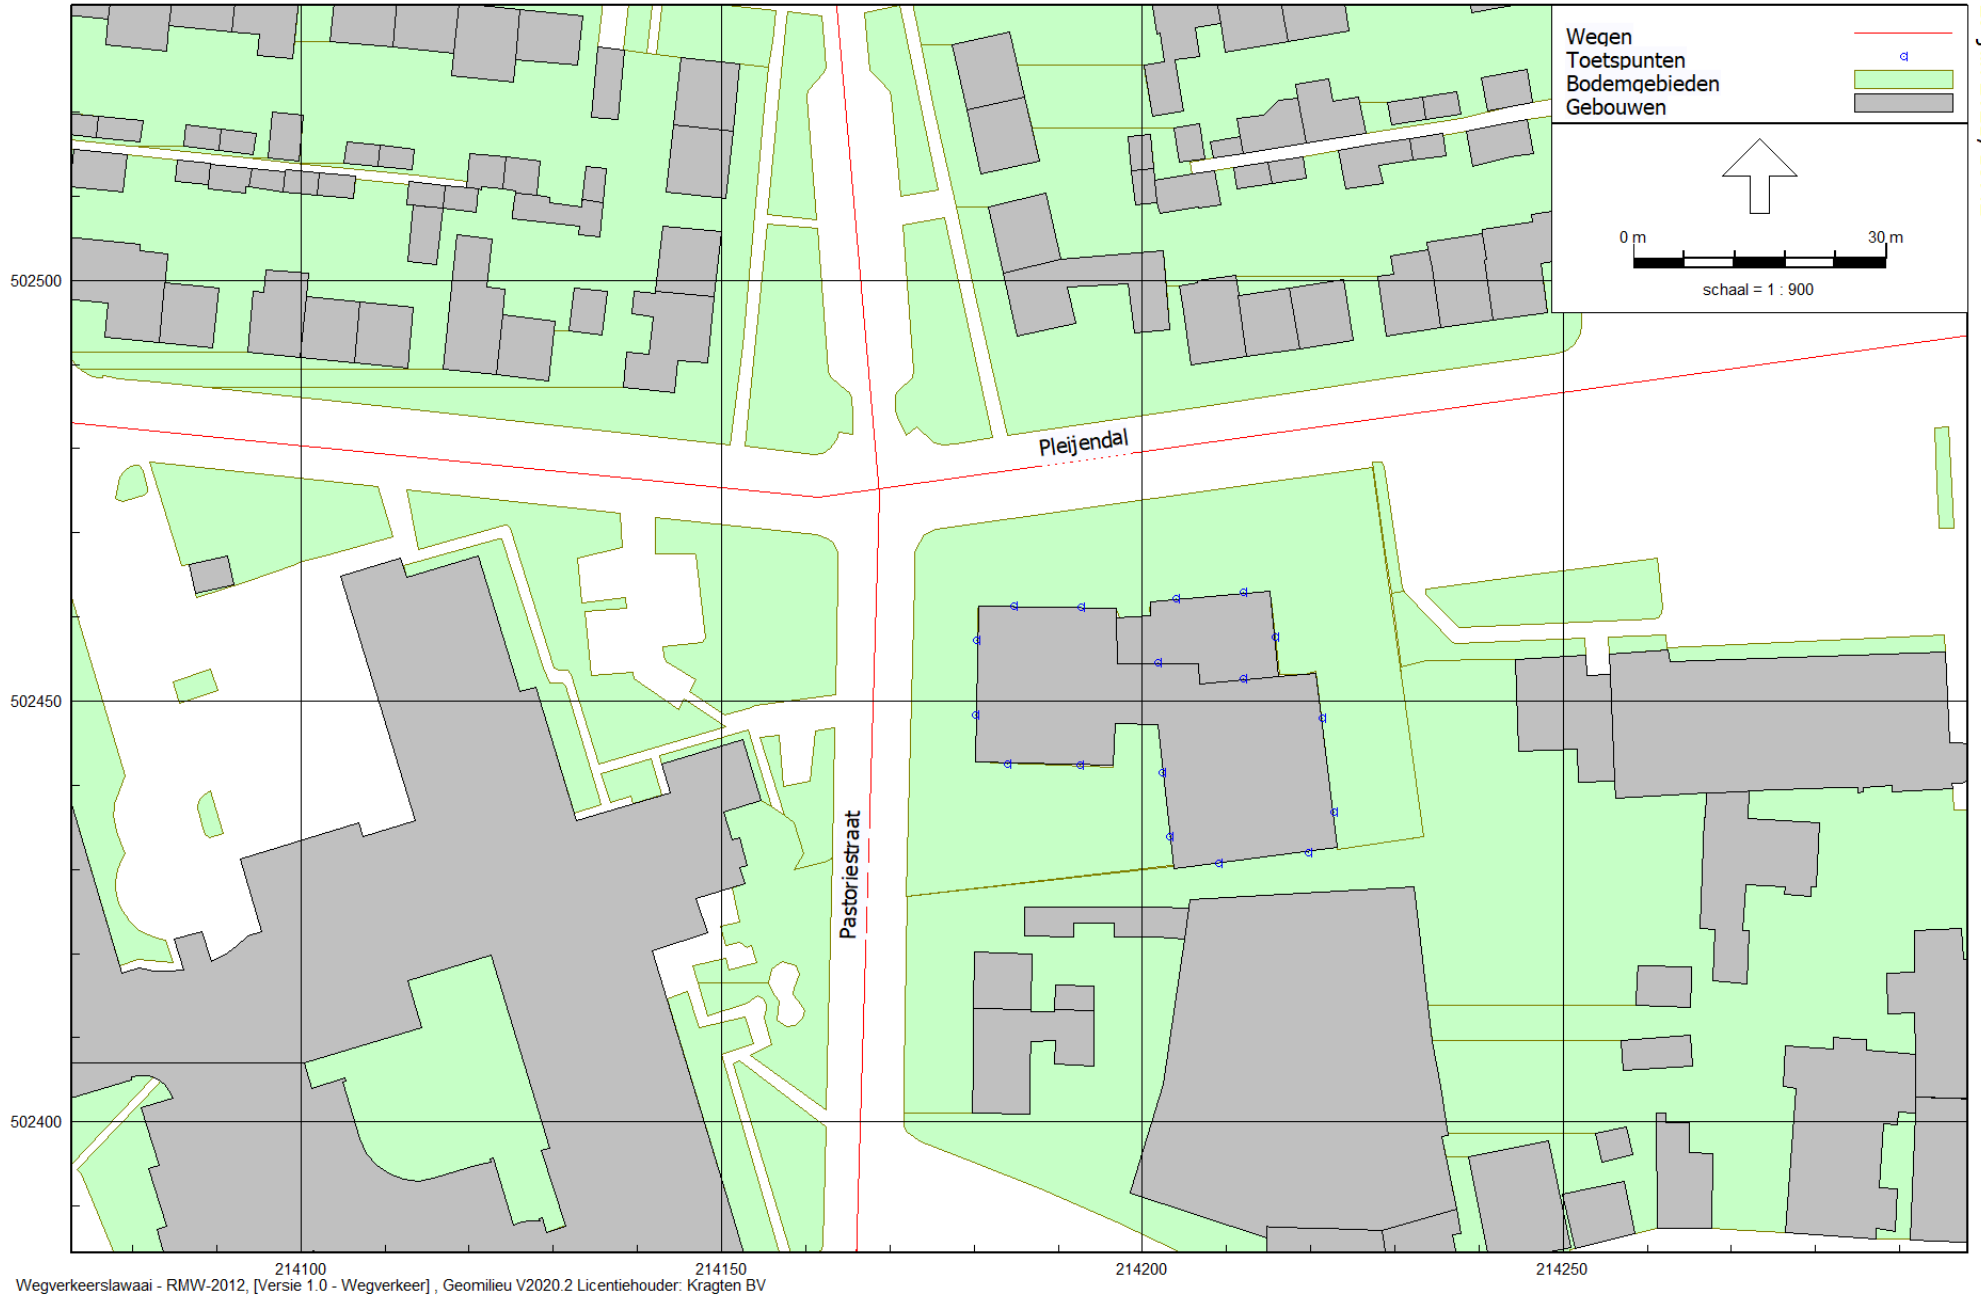 Wegen
Toetspunten
Bodemgebieden
Gebouwen
0 m 30 m
schaal = 1 : 900
502500
Pleijendal
502450
Pastoriestraat
502400
214100 214150 214200 214250
Wegverkeerslawaai - RMW-2012, [Versie 1.0 - Wegverkeer] , Geomilieu V2020.2 Licentiehouder: Kragten BV